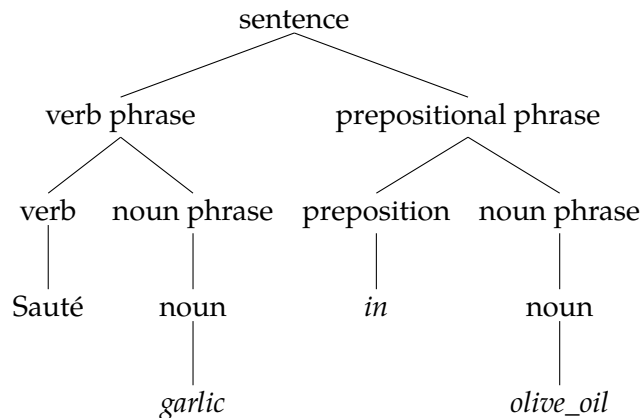 sentence
verb phrase prepositional phrase
verb noun phrase preposition noun phrase
Sauté noun in noun
garlic olive_oil